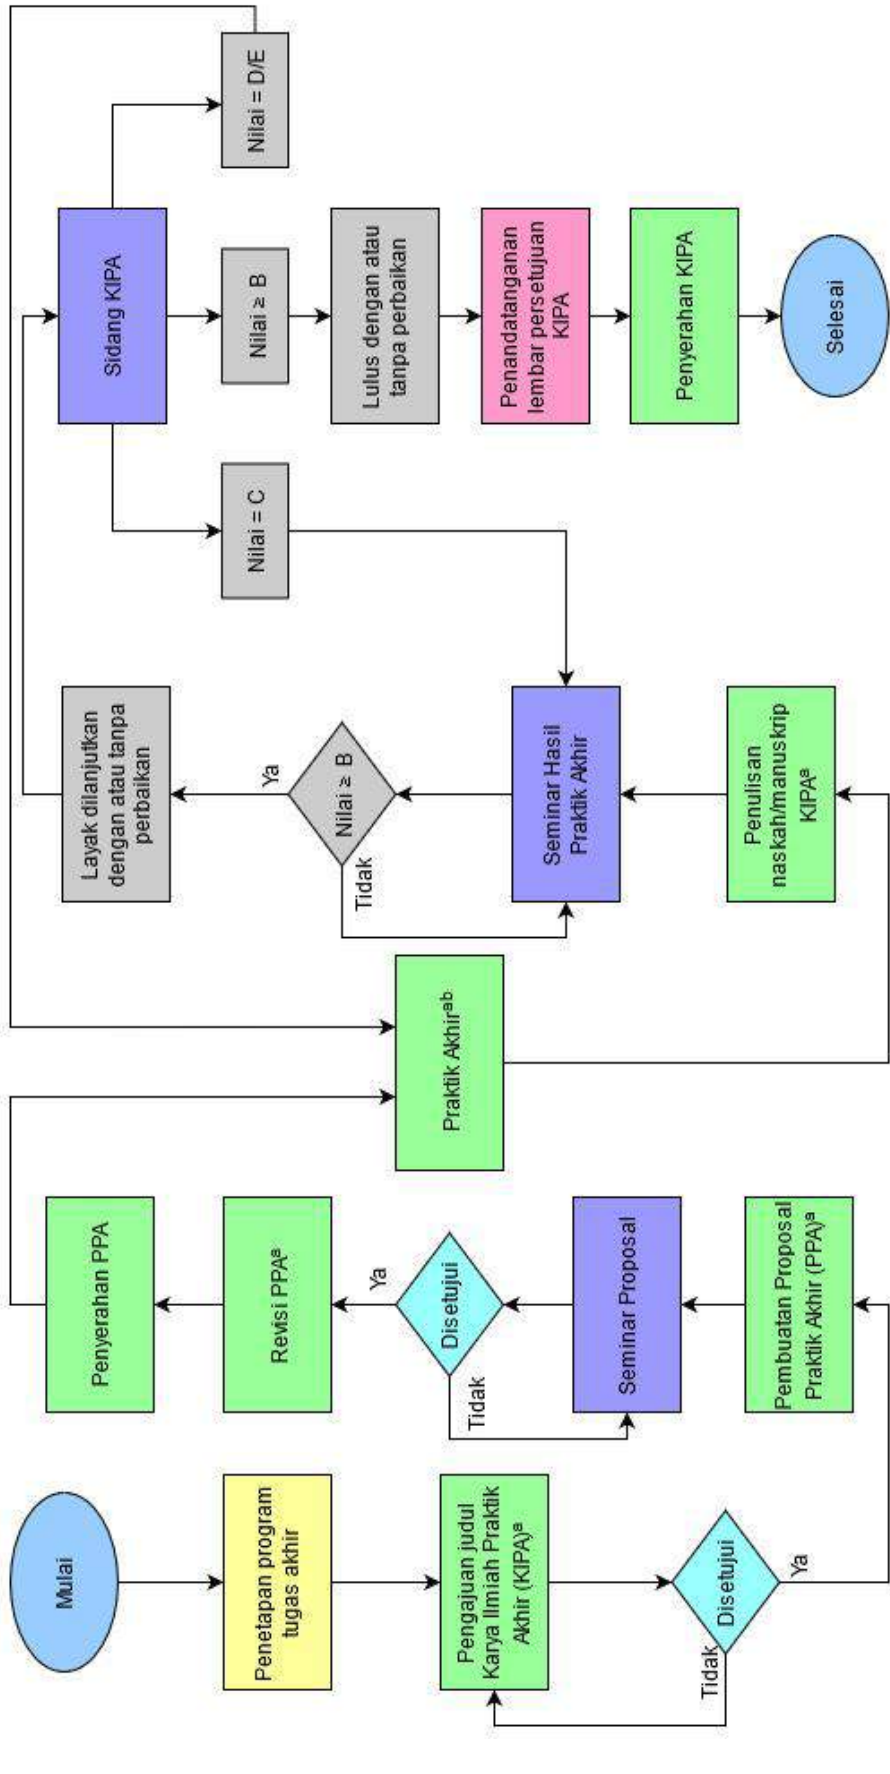 Mulai
Penetapan program
tugas akhir
Pengajuan judul
Karya Ilmiah Praktik
Akhir (KIPA)ᵃ
Disetujui
Tidak
Ya
Pembuatan Proposal
Praktik Akhir (PPA)ᵃ
Seminar Proposal
Disetujui
Tidak
Ya
Revisi PPAᵃ
Penyerahan PPA
Praktik Akhirᵃᵇ
Penulisan
naskah/manuskrip
KIPAᵃ
Seminar Hasil
Praktik Akhir
Nilai ≥ B
Tidak
Ya
Layak dilanjutkan
dengan atau tanpa
perbaikan
Sidang KIPA
Nilai = C
Nilai ≥ B
Nilai = D/E
Lulus dengan atau
tanpa perbaikan
Penandatanganan
lembar persetujuan
KIPA
Penyerahan KIPA
Selesai